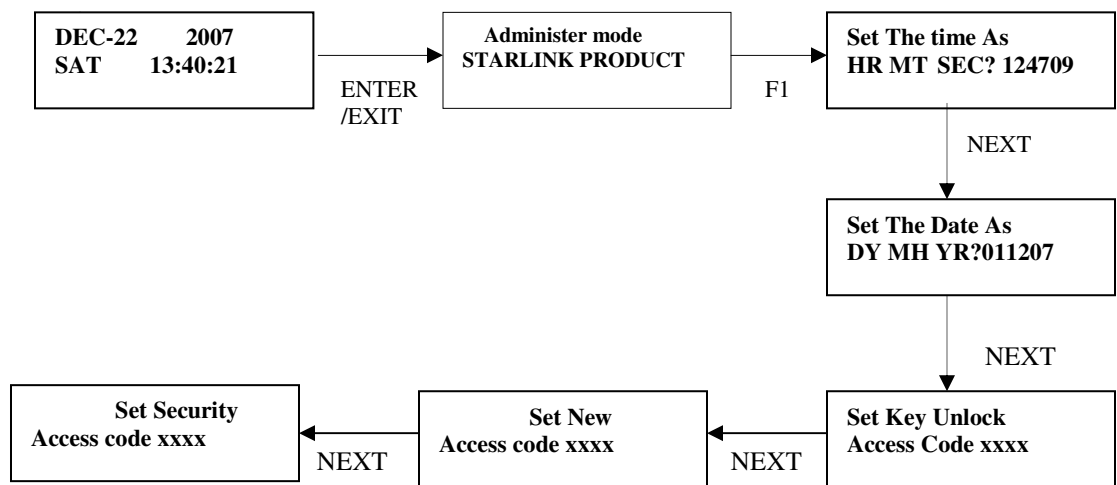 DEC-22 2007
SAT 13:40:21
ENTER
/EXIT
Administer mode
STARLINK PRODUCT
F1
Set The time As
HR MT SEC? 124709
NEXT
Set The Date As
DY MH YR?011207
NEXT
Set Key Unlock
Access Code xxxx
NEXT
Set New
Access code xxxx
NEXT
Set Security
Access code xxxx